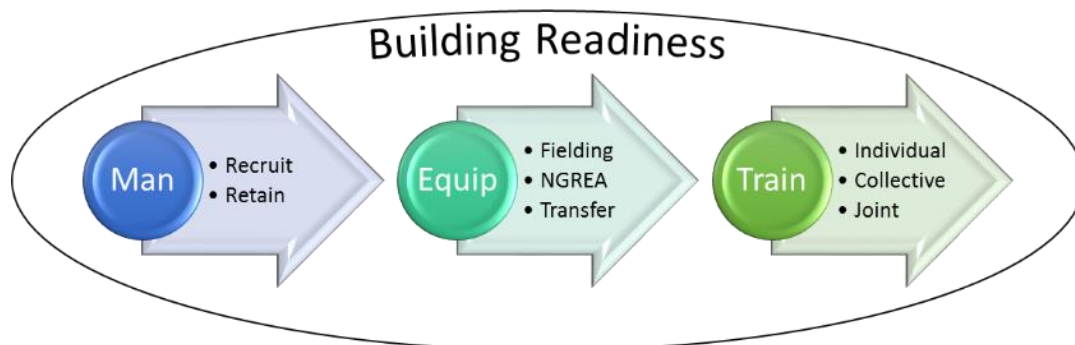 Building Readiness
Man
• Recruit
• Retain
Equip
• Fielding
• NGREA
• Transfer
Train
• Individual
• Collective
• Joint